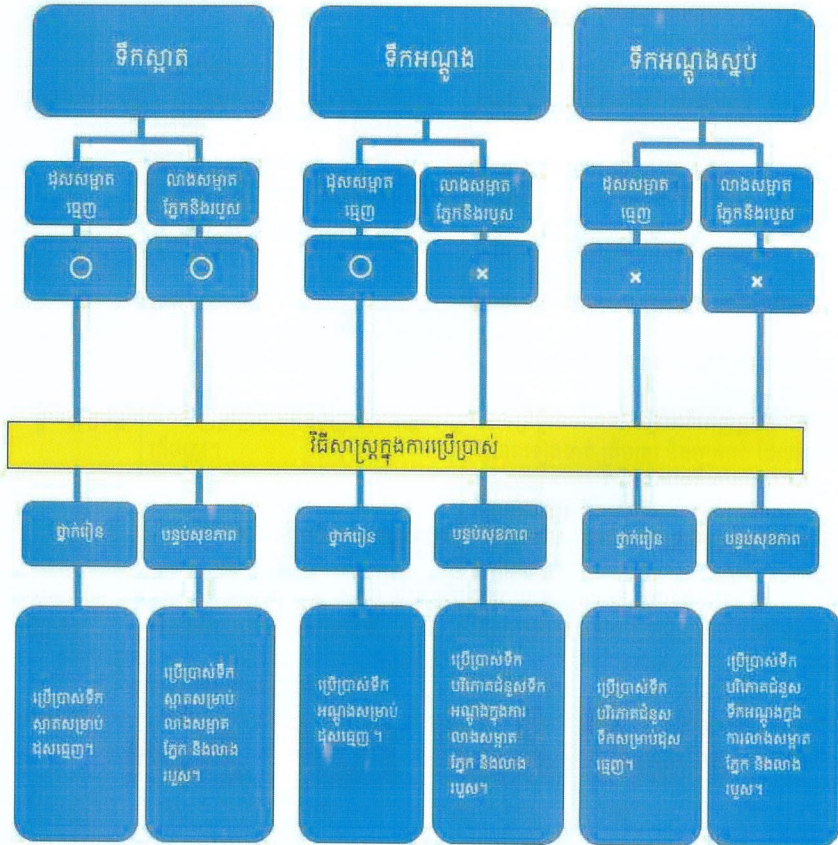 ទឹកស្អាត
ទឹកអណ្តូង
ទឹកអណ្តូងស្នប់
ដុសសម្អាត
ធ្មេញ
លាងសម្អាត
ភ្នែកនិងរបួស
ដុសសម្អាត
ធ្មេញ
លាងសម្អាត
ភ្នែកនិងរបួស
ដុសសម្អាត
ធ្មេញ
លាងសម្អាត
ភ្នែកនិងរបួស
○
○
○
×
×
×
វិធីសាស្ត្រក្នុងការប្រើប្រាស់
ថ្នាក់រៀន
បន្ទប់សុខភាព
ថ្នាក់រៀន
បន្ទប់សុខភាព
ថ្នាក់រៀន
បន្ទប់សុខភាព
ប្រើប្រាស់ទឹក
ស្អាតសម្រាប់
ដុសធ្មេញ។
ប្រើប្រាស់ទឹក
ស្អាតសម្រាប់
លាងសម្អាត
ភ្នែក និងលាង
របួស។
ប្រើប្រាស់ទឹក
អណ្តូងសម្រាប់
ដុសធ្មេញ ។
ប្រើប្រាស់ទឹក
បរិភោគជំនួសទឹក
អណ្តូងក្នុងការ
លាងសម្អាត
ភ្នែក និងលាង
របួស។
ប្រើប្រាស់ទឹក
បរិភោគជំនួស
ទឹកសម្រាប់ដុស
ធ្មេញ។
ប្រើប្រាស់ទឹក
បរិភោគជំនួស
ទឹកអណ្តូងក្នុង
ការលាងសម្អាត
ភ្នែក និងលាង
របួស។